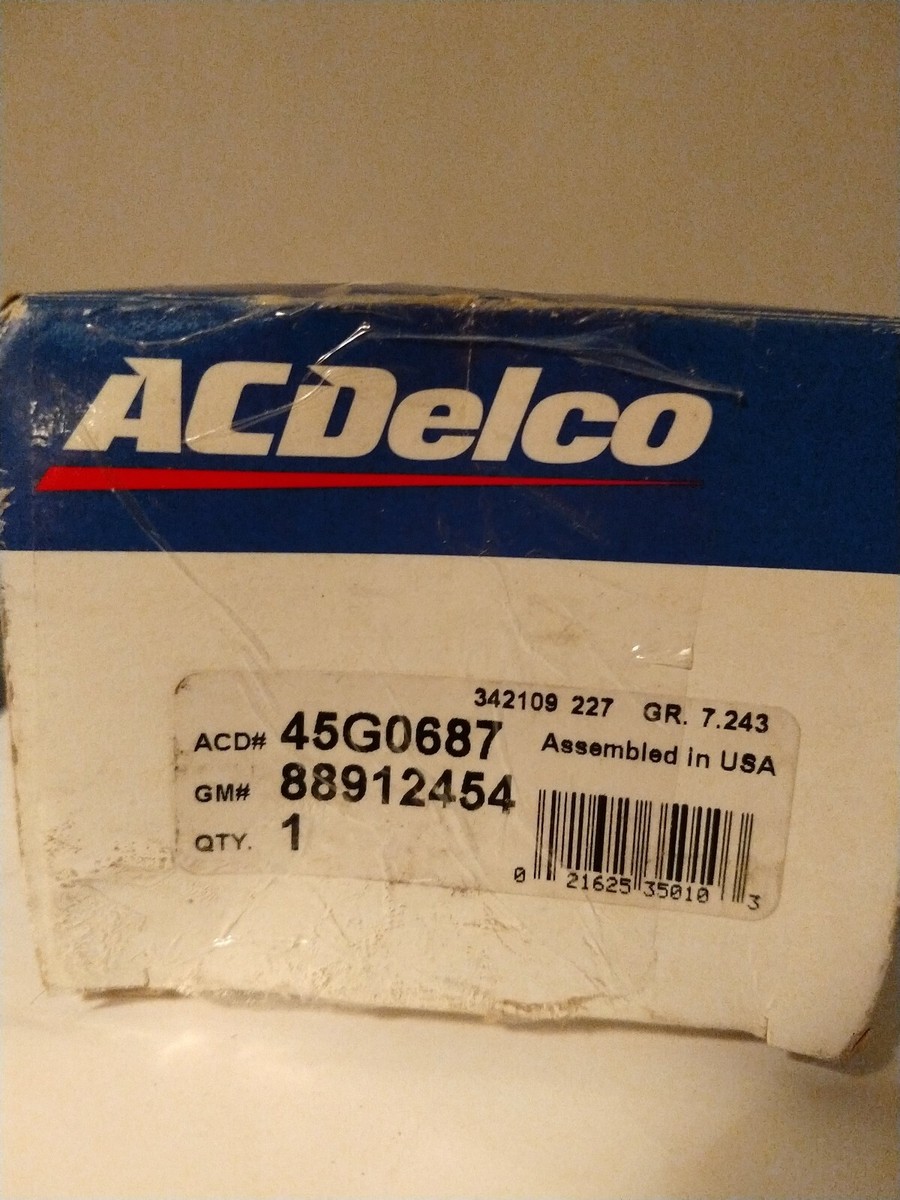 ACDelco
342109 227 GR. 7.243
ACD# 45G0687 Assembled in USA
GM# 88912454
QTY. 1
0 21625 35010 3